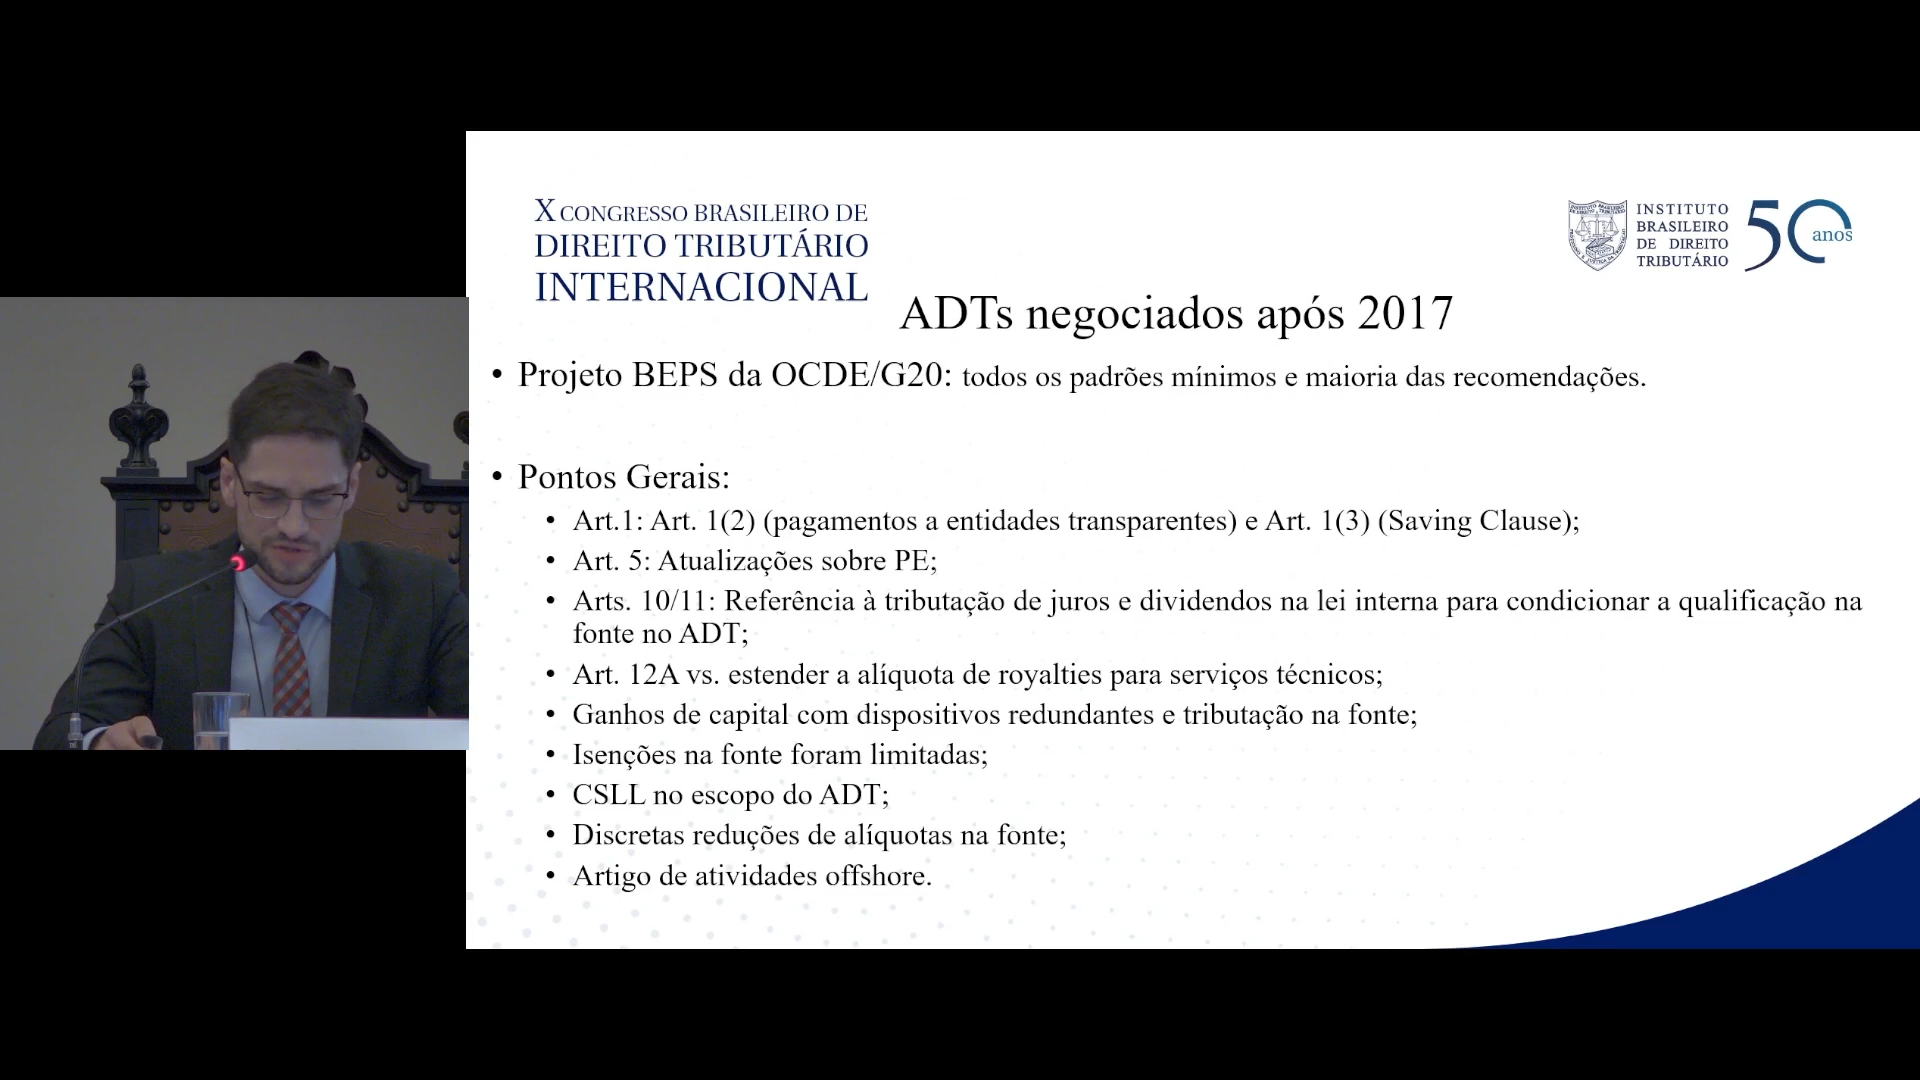 X CONGRESSO BRASILEIRO DE
DIREITO TRIBUTÁRIO
INTERNACIONAL
INSTITUTO
BRASILEIRO
DE DIREITO
TRIBUTÁRIO
50 anos
ADTs negociados após 2017
• Projeto BEPS da OCDE/G20: todos os padrões mínimos e maioria das recomendações.
• Pontos Gerais:
• Art.1: Art. 1(2) (pagamentos a entidades transparentes) e Art. 1(3) (Saving Clause);
• Art. 5: Atualizações sobre PE;
• Arts. 10/11: Referência à tributação de juros e dividendos na lei interna para condicionar a qualificação na
fonte no ADT;
• Art. 12A vs. estender a alíquota de royalties para serviços técnicos;
• Ganhos de capital com dispositivos redundantes e tributação na fonte;
• Isenções na fonte foram limitadas;
• CSLL no escopo do ADT;
• Discretas reduções de alíquotas na fonte;
• Artigo de atividades offshore.